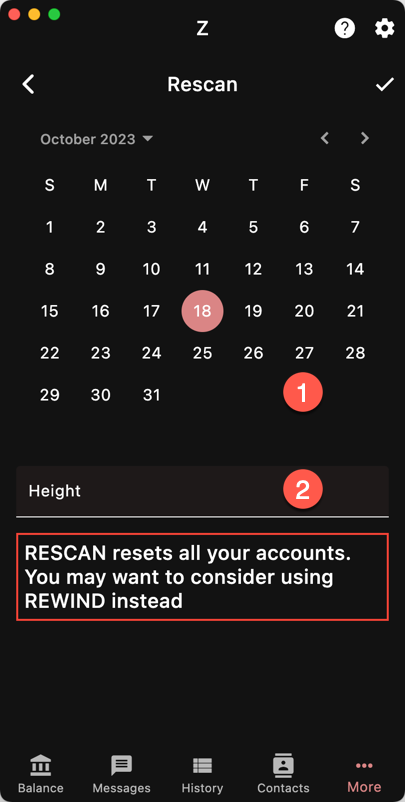 Z
Rescan
October 2023
S M T W T F S
1 2 3 4 5 6 7
8 9 10 11 12 13 14
15 16 17 18 19 20 21
22 23 24 25 26 27 28
29 30 31
1
Height 2
RESCAN resets all your accounts.
You may want to consider using
REWIND instead
Balance Messages History Contacts More